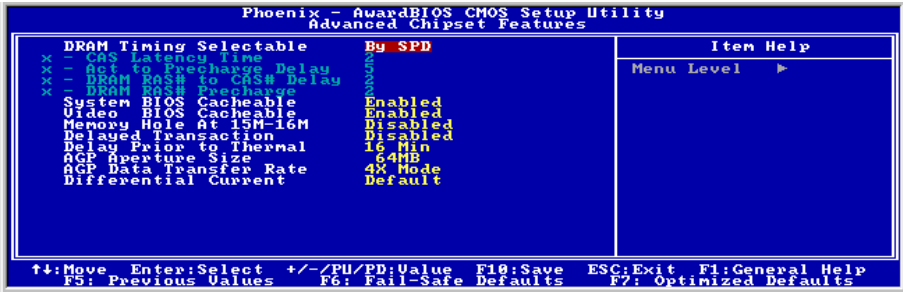 Phoenix - AwardBIOS CMOS Setup Utility
Advanced Chipset Features
DRAM Timing Selectable By SPD
x - CAS Latency Time 2
x - Act to Precharge Delay 5
x - DRAM RAS# to CAS# Delay 2
x - DRAM RAS# Precharge 2
System BIOS Cacheable Enabled
Video BIOS Cacheable Enabled
Memory Hole At 15M-16M Disabled
Delayed Transaction Disabled
Delay Prior to Thermal 16 Min
AGP Aperture Size 64MB
AGP Data Transfer Rate 4X Mode
Differential Current Default
Item Help
Menu Level ►
↑↓:Move Enter:Select +/-/PU/PD:Value F10:Save ESC:Exit F1:General Help
F5: Previous Values F6: Fail-Safe Defaults F7: Optimized Defaults